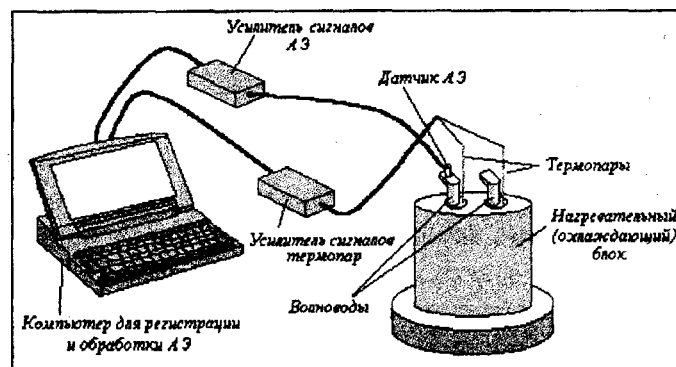 Усилитель сигналов
АЭ
Датчик АЭ
Термопары
Нагревательный
(охлаждающий)
блок
Усилитель сигналов
термопар
Волноводы
Компьютер для регистрации
и обработки АЭ